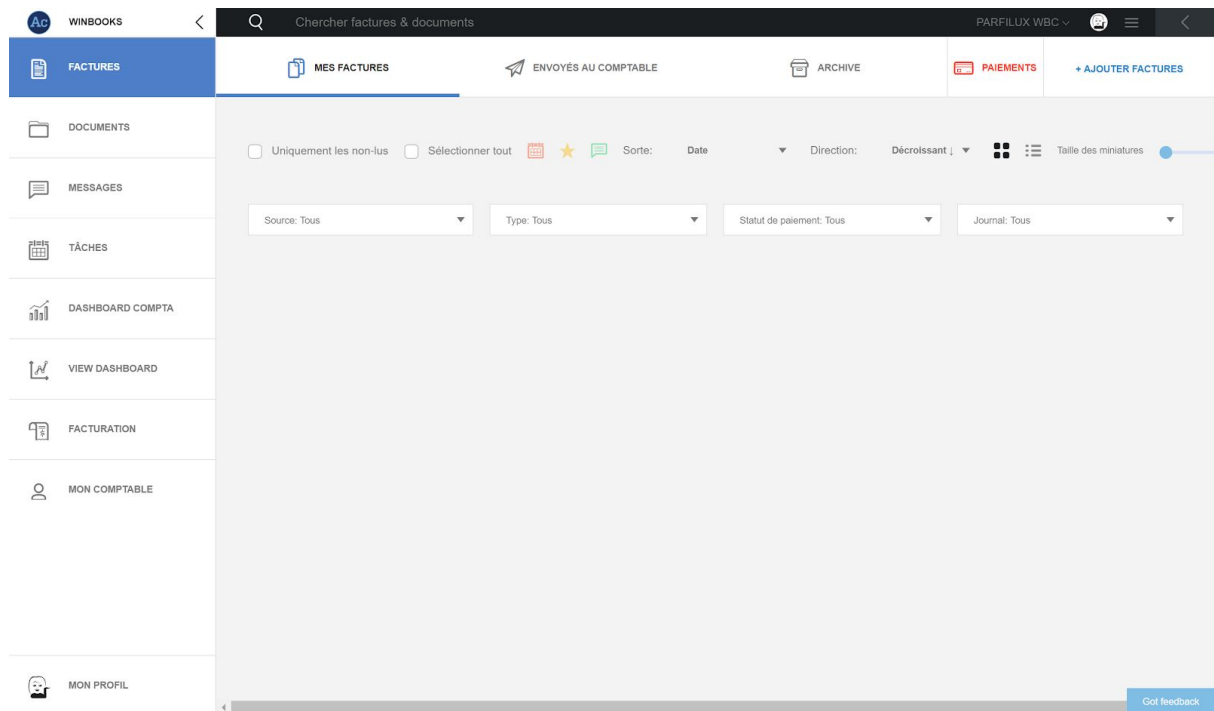 Ac WINBOOKS
Chercher factures & documents
PARFILUX WBC
FACTURES
MES FACTURES
ENVOYÉS AU COMPTABLE
ARCHIVE
PAIEMENTS
+ AJOUTER FACTURES
DOCUMENTS
MESSAGES
TÂCHES
DASHBOARD COMPTA
VIEW DASHBOARD
FACTURATION
MON COMPTABLE
MON PROFIL
Uniquement les non-lus Sélectionner tout Sorte: Date Direction: Décroissant ↓ Taille des miniatures
Source: Tous Type: Tous Statut de paiement: Tous Journal: Tous
Got feedback